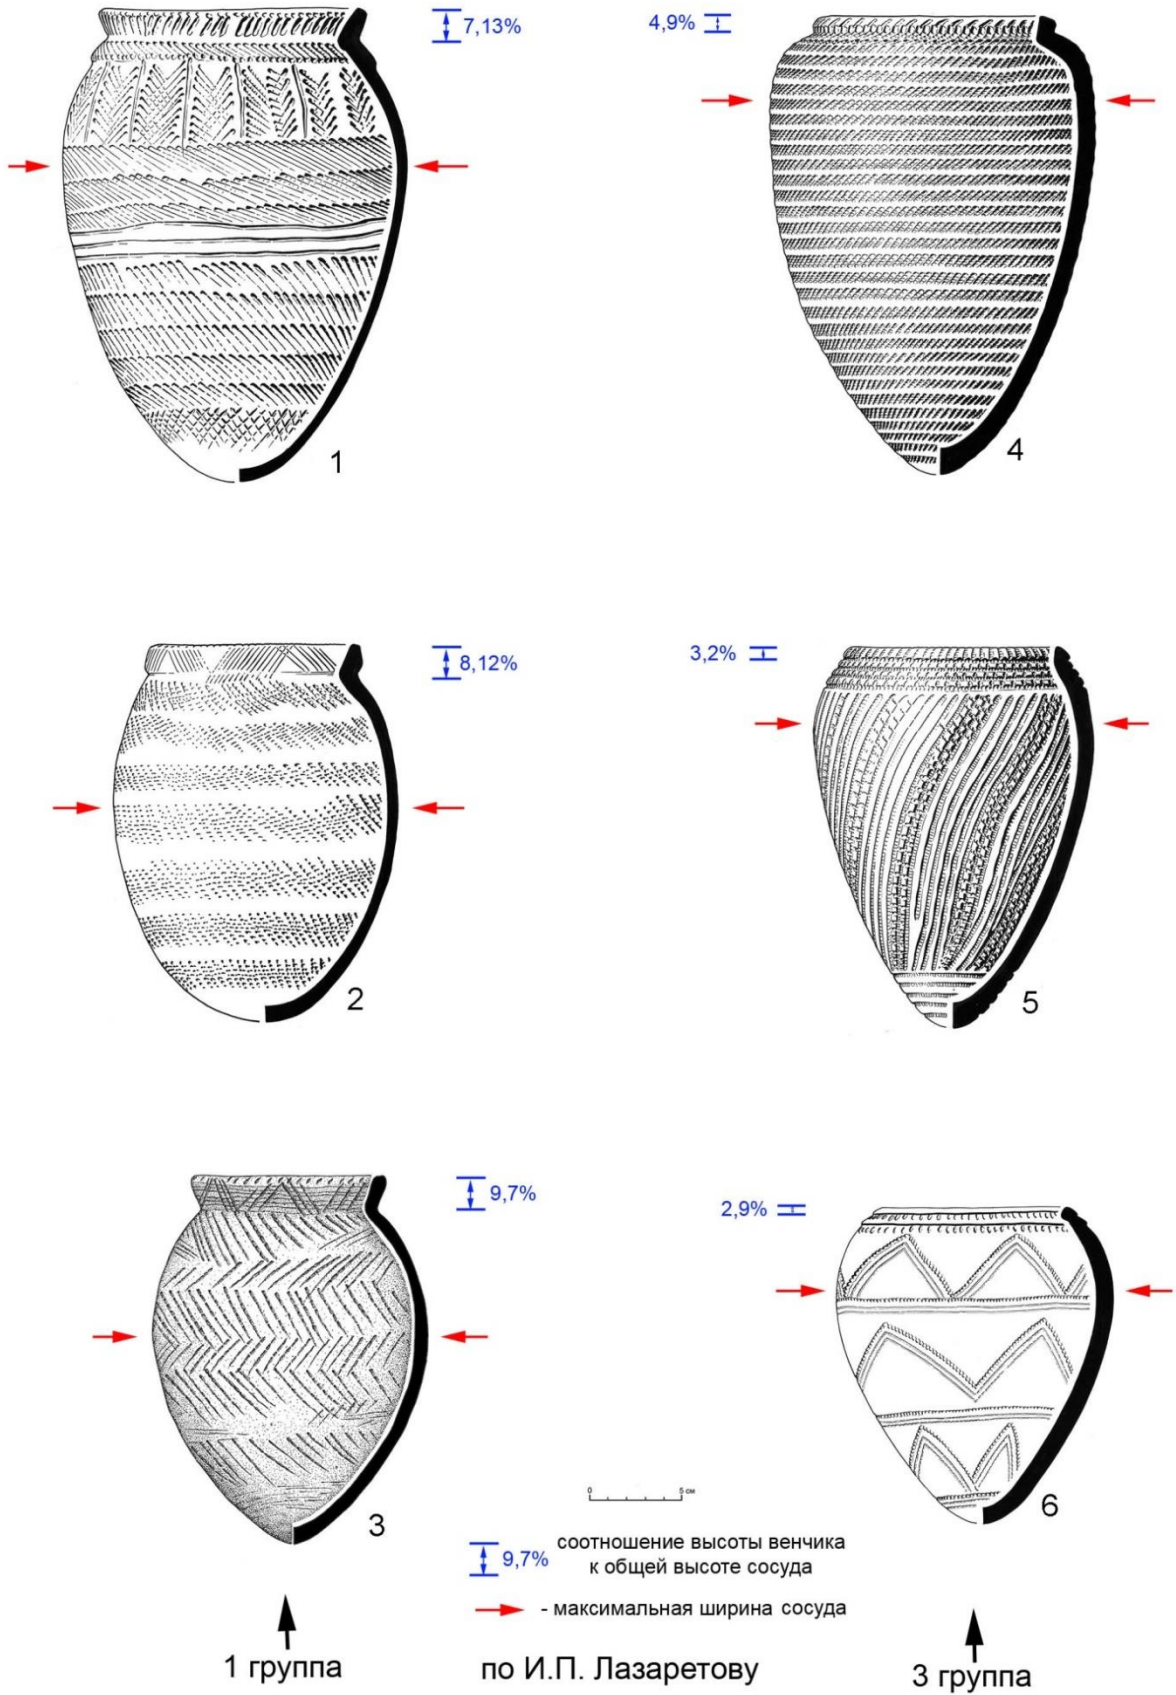 7,13%
4,9%
1
4
8,12%
3,2%
2
5
9,7%
2,9%
3
6
0 5 см
9,7%
соотношение высоты венчика
к общей высоте сосуда
- максимальная ширина сосуда
1 группа
по И.П. Лазаретову
3 группа